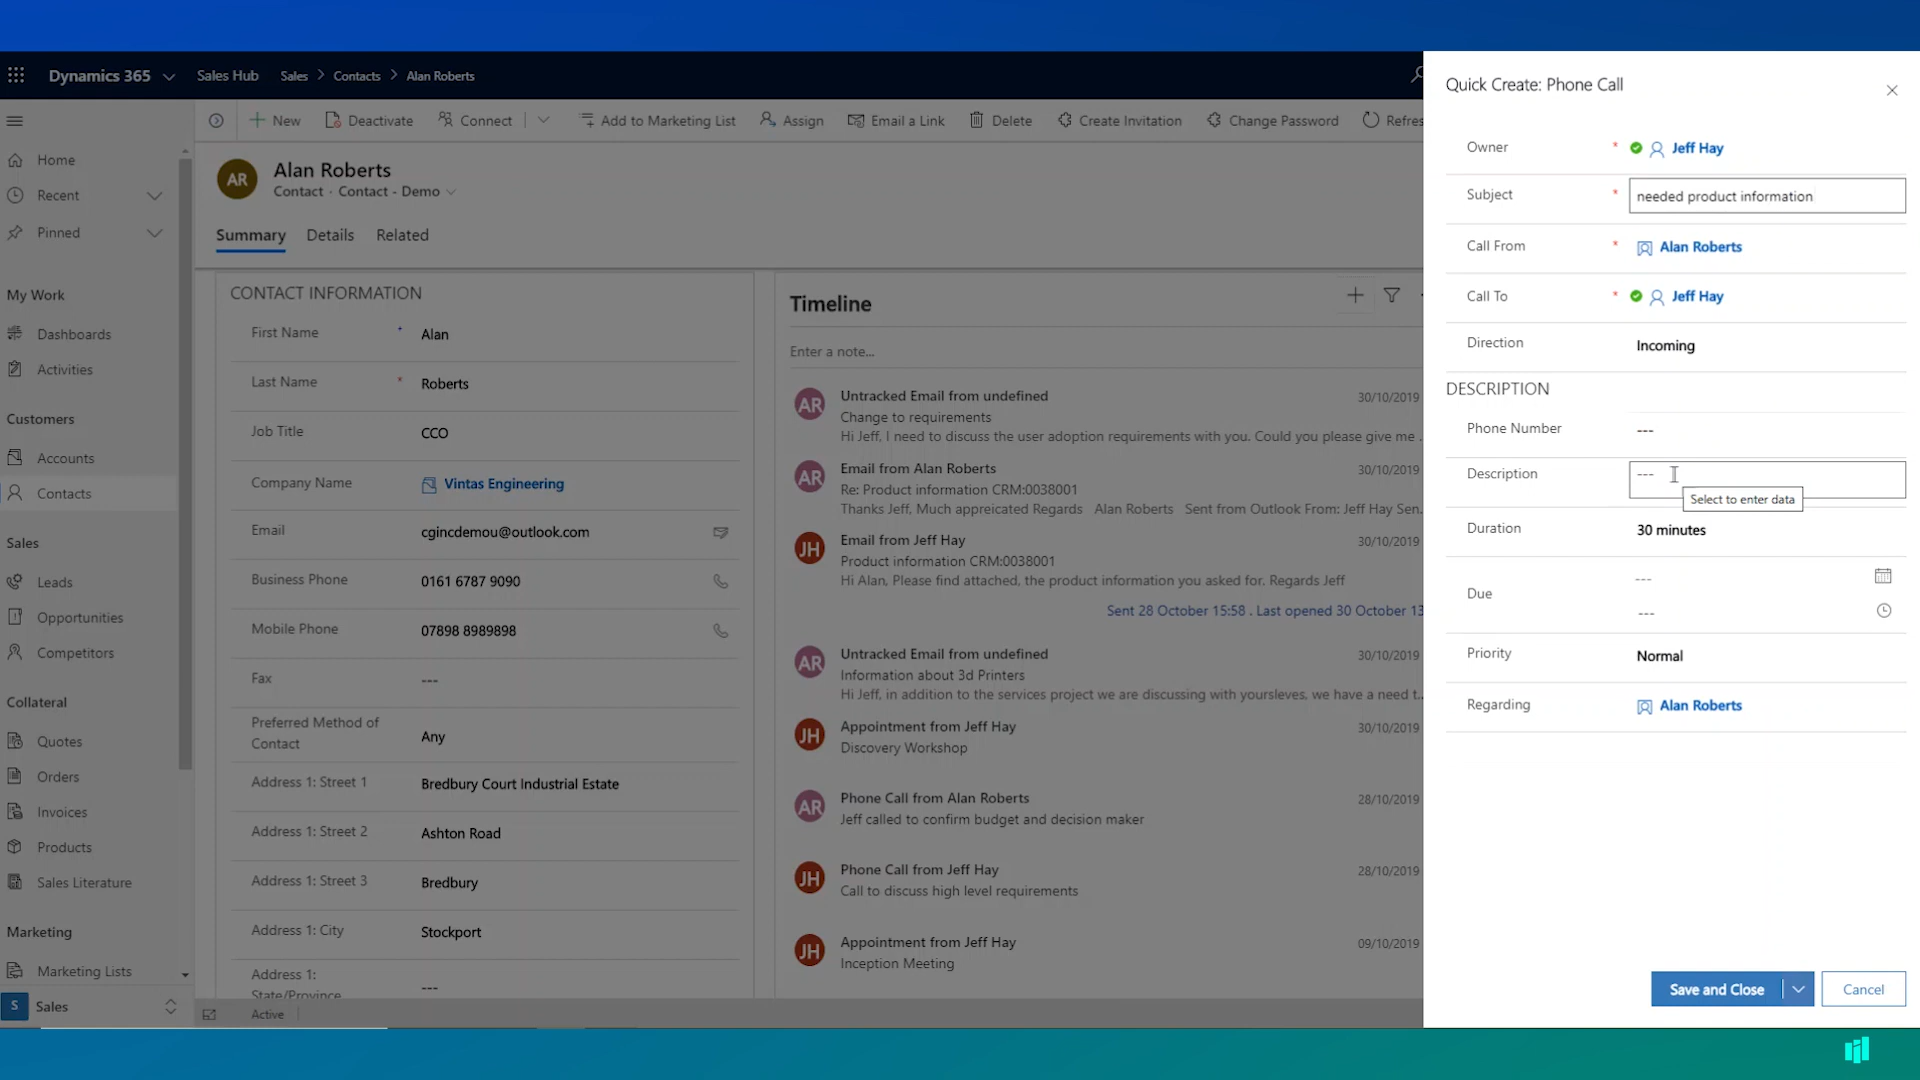 Dynamics 365
Sales Hub
Sales > Contacts > Alan Roberts
New
Deactivate
Connect
Add to Marketing List
Assign
Email a Link
Delete
Create Invitation
Change Password
Refres
Home
Recent
Pinned
My Work
Dashboards
Activities
Customers
Accounts
Contacts
Sales
Leads
Opportunities
Competitors
Collateral
Quotes
Orders
Invoices
Products
Sales Literature
Marketing
Marketing Lists
S Sales
AR
Alan Roberts
Contact · Contact - Demo
Summary
Details
Related
CONTACT INFORMATION
First Name + Alan
Last Name * Roberts
Job Title CCO
Company Name Vintas Engineering
Email cgincdemou@outlook.com
Business Phone 0161 6787 9090
Mobile Phone 07898 8989898
Fax ---
Preferred Method of
Contact Any
Address 1: Street 1 Bredbury Court Industrial Estate
Address 1: Street 2 Ashton Road
Address 1: Street 3 Bredbury
Address 1: City Stockport
Address 1:
State/Province ---
Active
Timeline
Enter a note...
AR Untracked Email from undefined 30/10/2019
Change to requirements
Hi Jeff, I need to discuss the user adoption requirements with you. Could you please give me ..
AR Email from Alan Roberts 30/10/2019
Re: Product information CRM:0038001
Thanks Jeff, Much appreicated Regards Alan Roberts Sent from Outlook From: Jeff Hay Sen..
JH Email from Jeff Hay 30/10/2019
Product information CRM:0038001
Hi Alan, Please find attached, the product information you asked for. Regards Jeff
Sent 28 October 15:58 . Last opened 30 October 13
AR Untracked Email from undefined 30/10/2019
Information about 3d Printers
Hi Jeff, in addition to the services project we are discussing with yoursleves, we have a need t...
JH Appointment from Jeff Hay 30/10/2019
Discovery Workshop
AR Phone Call from Alan Roberts 28/10/2019
Jeff called to confirm budget and decision maker
JH Phone Call from Jeff Hay 28/10/2019
Call to discuss high level requirements
JH Appointment from Jeff Hay 09/10/2019
Inception Meeting
Quick Create: Phone Call
Owner * Jeff Hay
Subject * needed product information
Call From * Alan Roberts
Call To * Jeff Hay
Direction Incoming
DESCRIPTION
Phone Number ---
Description ---
Select to enter data
Duration 30 minutes
Due ---
---
Priority Normal
Regarding Alan Roberts
Save and Close
Cancel